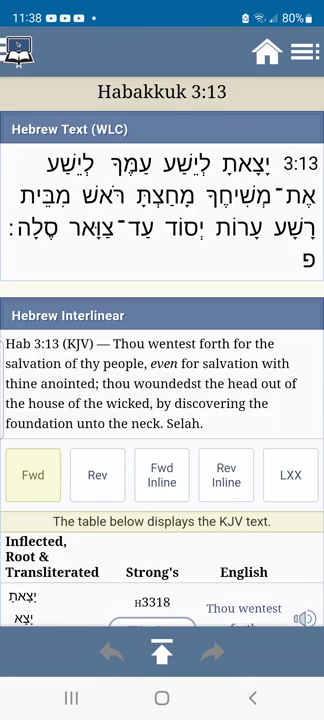 11:38
80%
Habakkuk 3:13
Hebrew Text (WLC)
3:13 יָצָאתָ לְיֵשַׁע עַמֶּךָ לְיֵשַׁע
אֶת־מְשִׁיחֶךָ מָחַצְתָּ רֹּאשׁ מִבֵּית
רָשָׁע עָרוֹת יְסוֹד עַד־צַוָּאר סֶלָה׃
פ
Hebrew Interlinear
Hab 3:13 (KJV) — Thou wentest forth for the
salvation of thy people, even for salvation with
thine anointed; thou woundedst the head out of
the house of the wicked, by discovering the
foundation unto the neck. Selah.
Fwd
Rev
Fwd Inline
Rev Inline
LXX
The table below displays the KJV text.
Inflected,
Root &
Transliterated Strong's English
יָצָאתָ
H3318
Thou wentest
יָצָא